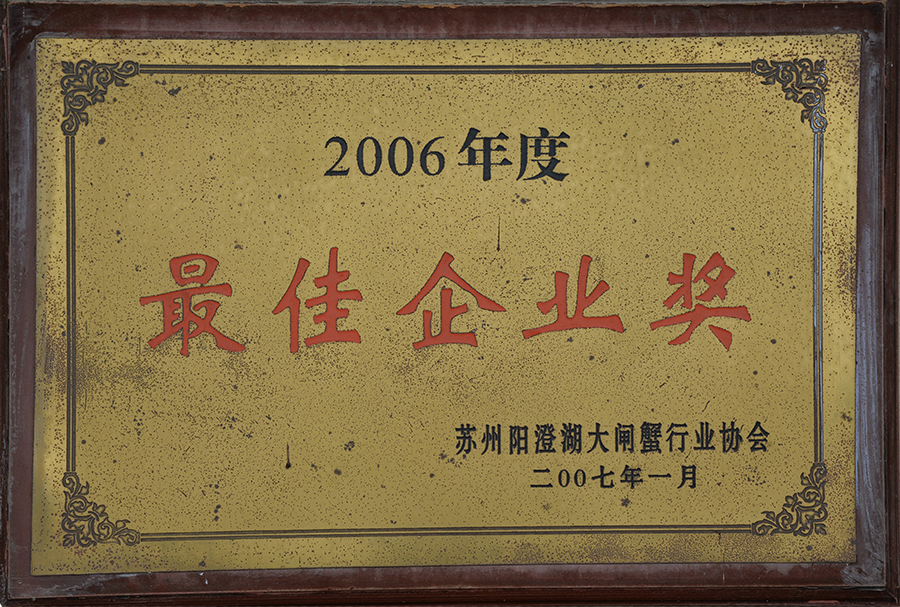 2006年度
最佳企业奖
苏州阳澄湖大闸蟹行业协会
二00七年一月